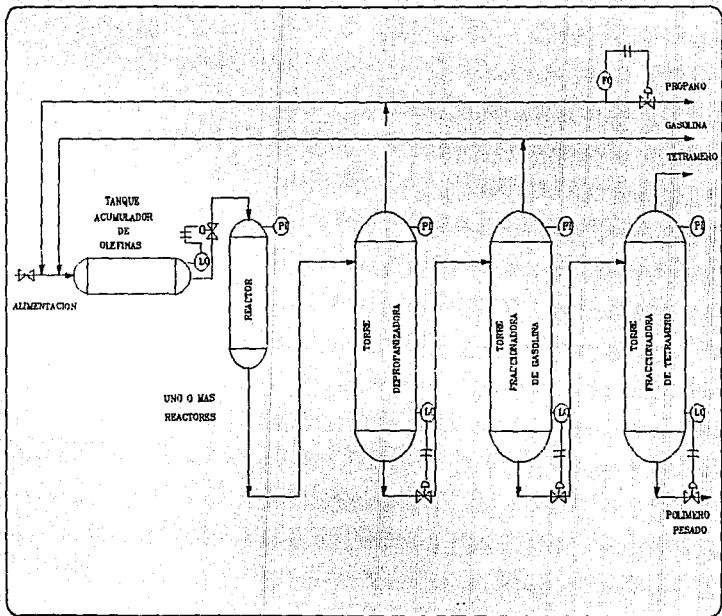 FC
PROPANO
GASOLINA
TETRAMERO
TANQUE
ACUMULADOR
DE
OLEFINAS
LC
PI
PI
PI
PI
ALIMENTACION
REACTOR
TORRE
DEPROPANIZADORA
TORRE
FRACCIONADORA
DE GASOLINA
TORRE
FRACCIONADORA
DE TETRAMERO
UNO O MAS
REACTORES
LC
LC
LC
POLIMERO
PESADO